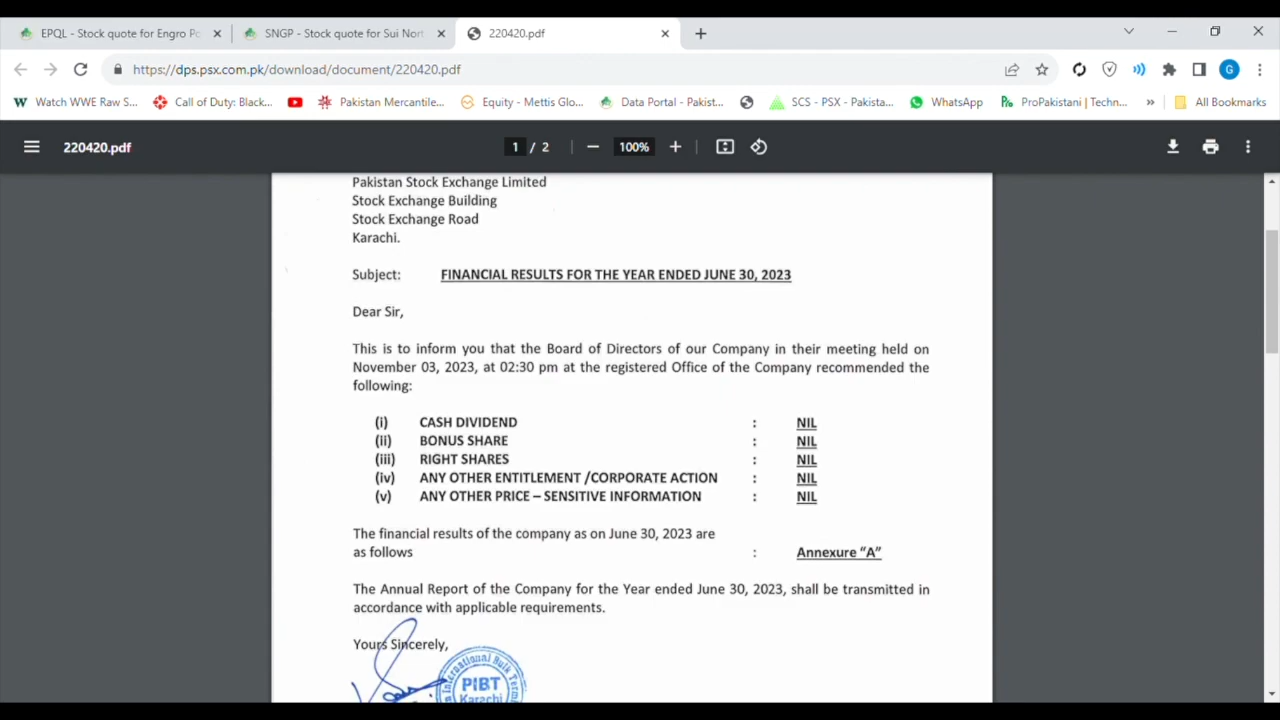 EPQL - Stock quote for Engro Po
SNGP - Stock quote for Sui Nort
220420.pdf
https://dps.psx.com.pk/download/document/220420.pdf
G
W Watch WWE Raw S...
Call of Duty: Black...
Pakistan Mercantile...
Equity - Mettis Glo...
Data Portal - Pakist...
SCS - PSX - Pakista...
WhatsApp
ProPakistani | Techn...
»
All Bookmarks
220420.pdf
1 / 2
100%
Pakistan Stock Exchange Limited
Stock Exchange Building
Stock Exchange Road
Karachi.
Subject: FINANCIAL RESULTS FOR THE YEAR ENDED JUNE 30, 2023
Dear Sir,
This is to inform you that the Board of Directors of our Company in their meeting held on
November 03, 2023, at 02:30 pm at the registered Office of the Company recommended the
following:
(i) CASH DIVIDEND : NIL
(ii) BONUS SHARE : NIL
(iii) RIGHT SHARES : NIL
(iv) ANY OTHER ENTITLEMENT /CORPORATE ACTION : NIL
(v) ANY OTHER PRICE – SENSITIVE INFORMATION : NIL
The financial results of the company as on June 30, 2023 are
as follows : Annexure “A”
The Annual Report of the Company for the Year ended June 30, 2023, shall be transmitted in
accordance with applicable requirements.
Yours Sincerely,
International Bulk
PIBT
Karachi